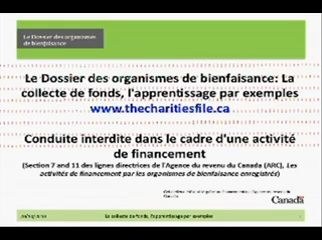 Le Dossier des organismes
de bienfaisance
Le Dossier des organismes de bienfaisance: La
collecte de fonds, l'apprentissage par exemples
www.thecharitiesfile.ca
Conduite interdite dans le cadre d'une activité
de financement
(Section 7 and 11 des lignes directrices de l'Agence du revenu du Canada (ARC), Les
activités de financement par les organismes de bienfaisance enregistrés)
Canada
La collecte de fonds, l'apprentissage par exemples